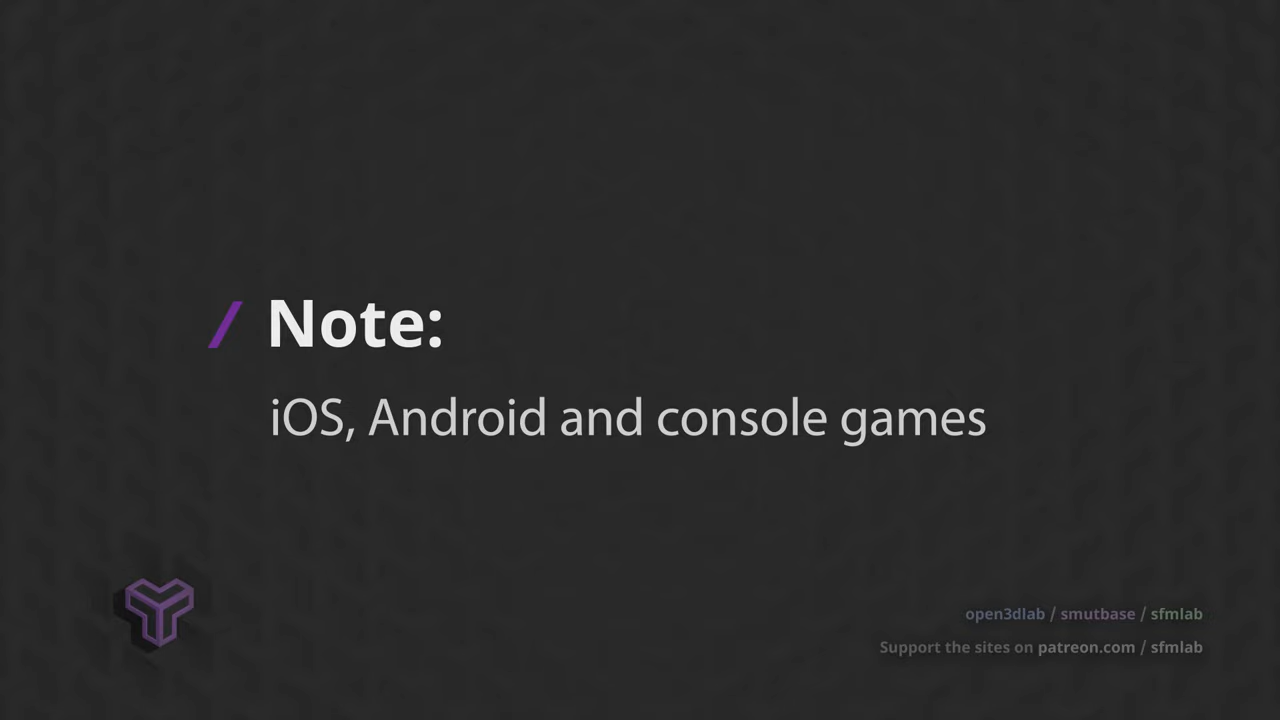 / Note:
iOS, Android and console games
open3dlab / smutbase / sfmlab
Support the sites on patreon.com / sfmlab